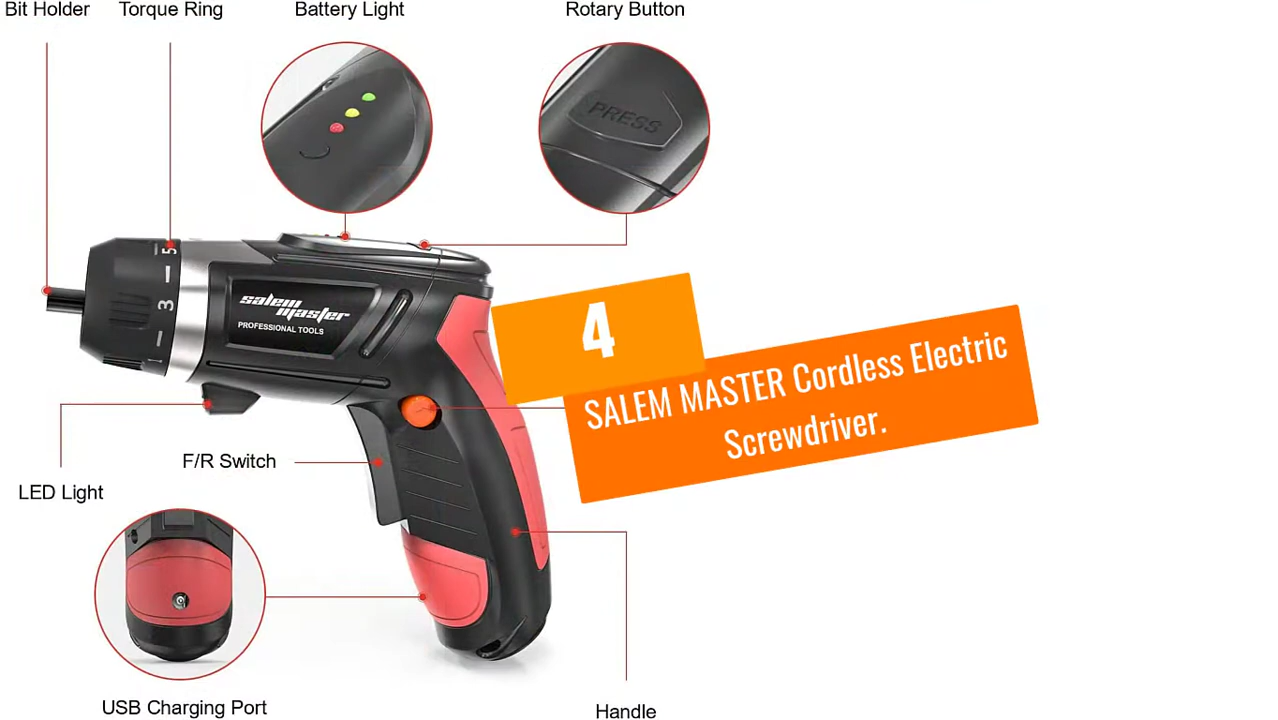 Bit Holder
Torque Ring
Battery Light
Rotary Button
PRESS
5
3
1
salem
master
PROFESSIONAL TOOLS
4
SALEM MASTER Cordless Electric
Screwdriver.
F/R Switch
LED Light
USB Charging Port
Handle